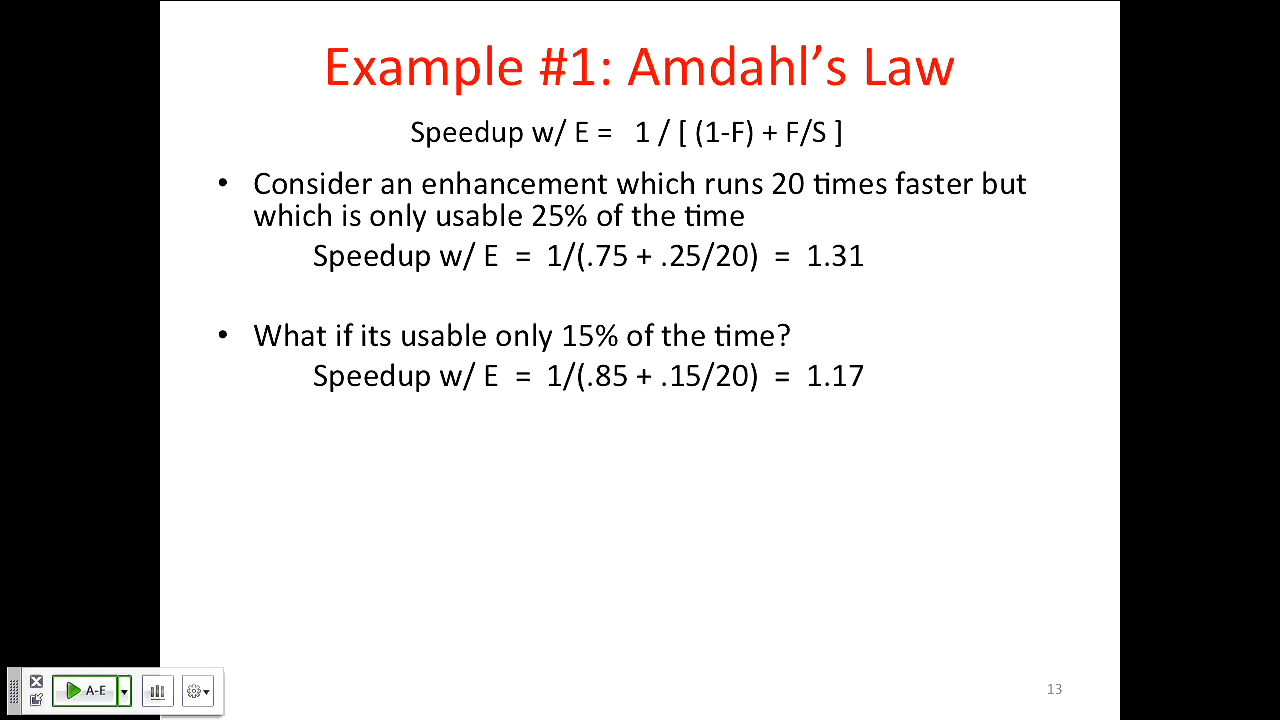 Example #1: Amdahl’s Law
Speedup w/ E = 1 / [ (1-F) + F/S ]
• Consider an enhancement which runs 20 times faster but
which is only usable 25% of the time
Speedup w/ E = 1/(.75 + .25/20) = 1.31
• What if its usable only 15% of the time?
Speedup w/ E = 1/(.85 + .15/20) = 1.17
A-E
13